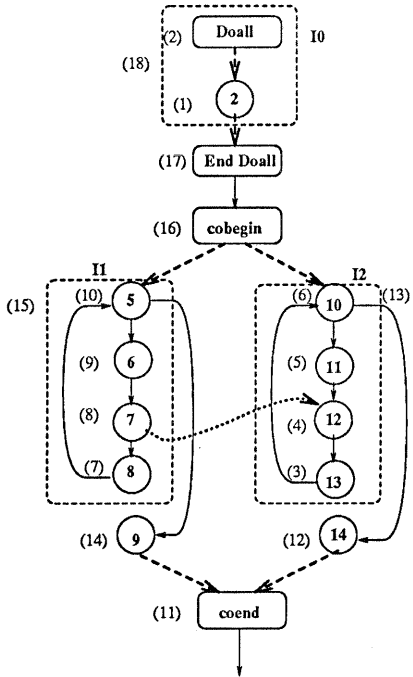 (2) Doall I0
(18)
(1) 2
(17) End Doall
(16) cobegin
I1 I2
(15) (10) 5 (6) 10 (13)
(9) 6 (5) 11
(8) 7 (4) 12
(7) 8 (3) 13
(14) 9 (12) 14
(11) coend